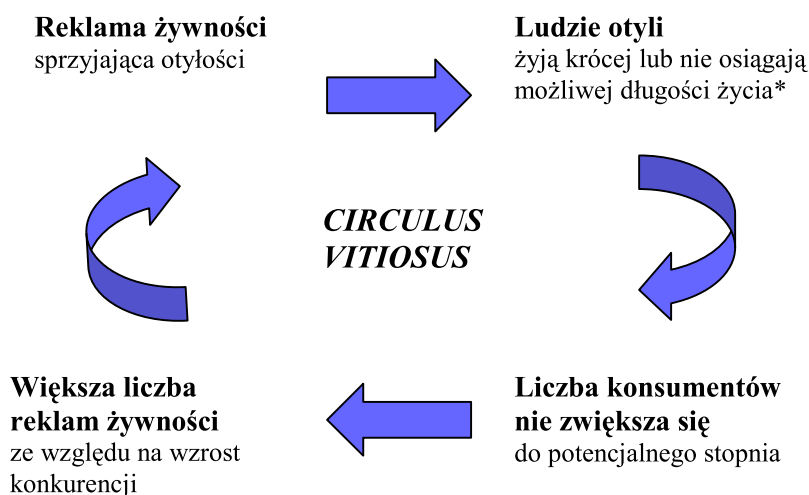 Reklama żywności
sprzyjająca otyłości
Ludzie otyli
żyją krócej lub nie osiągają
możliwej długości życia*
CIRCULUS
VITIOSUS
Większa liczba
reklam żywności
ze względu na wzrost
konkurencji
Liczba konsumentów
nie zwiększa się
do potencjalnego stopnia